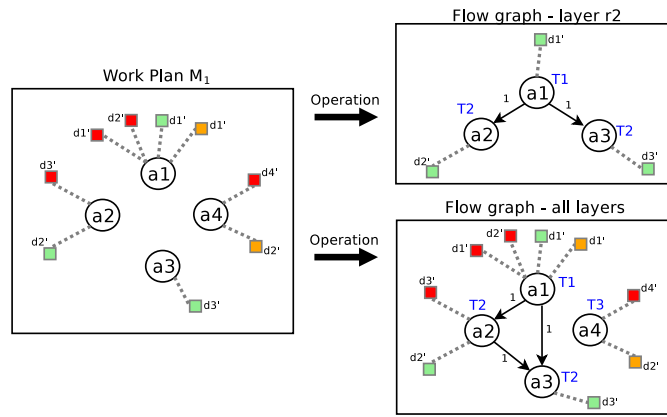 Flow graph - layer r2
d1'
T1
a1
1
1
T2
T2
a2
a3
d2'
d3'
Operation
Work Plan M1
d2'
d1'
d1'
d1'
a1
d3'
d4'
a2
a4
d2'
d2'
a3
d3'
Operation
Flow graph - all layers
d2'
d1'
d1'
d1'
a1
T1
d3'
d4'
T2
1
T3
a2
a4
1
1
d2'
d2'
a3
T2
d3'